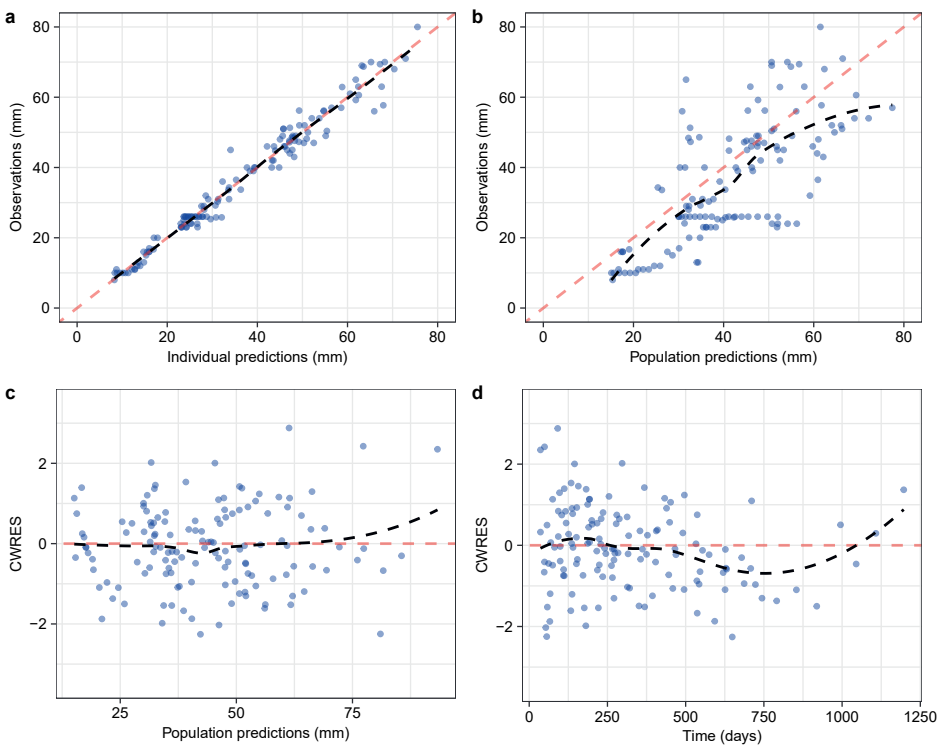 a
80
60
40
20
0
Observations (mm)
0 20 40 60 80
Individual predictions (mm)
b
80
60
40
20
0
Observations (mm)
0 20 40 60 80
Population predictions (mm)
c
2
0
−2
CWRES
25 50 75
Population predictions (mm)
d
2
0
−2
CWRES
0 250 500 750 1000 1250
Time (days)